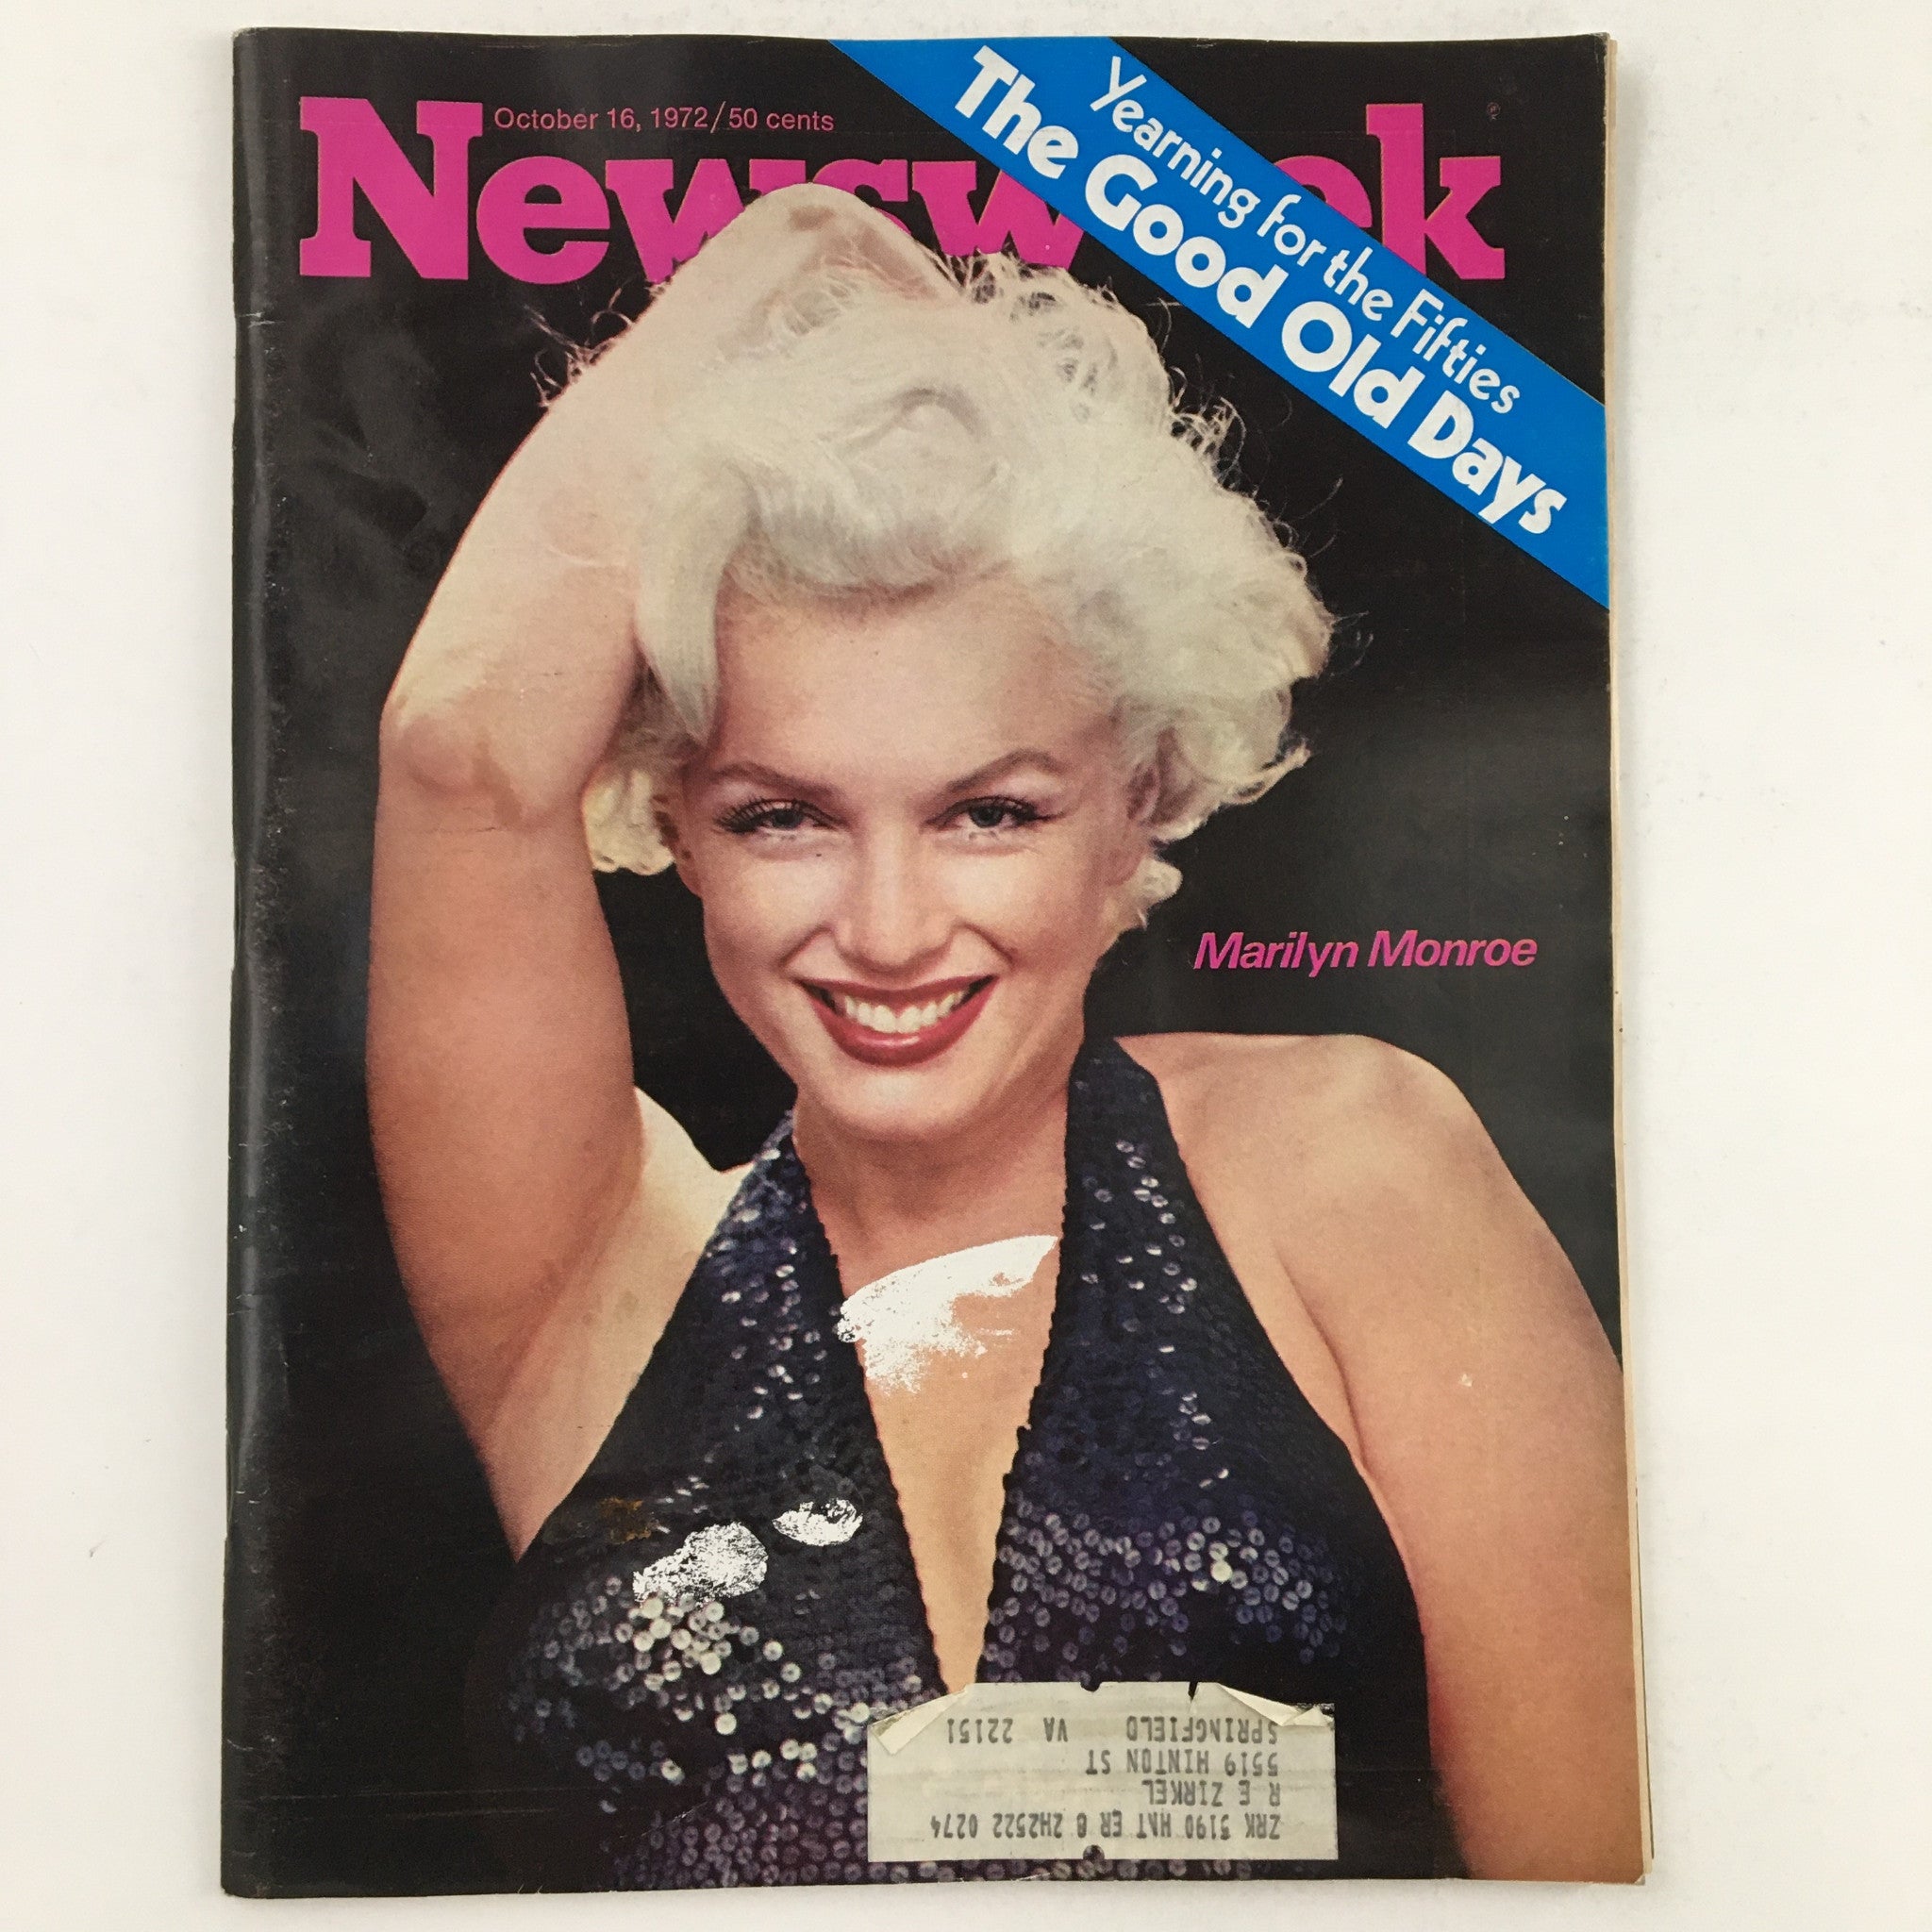 October 16, 1972/50 cents
Newsweek
Yearning for the Fifties
The Good Old Days
Marilyn Monroe
ZRK 5190 HNT ER 8 2H2522 0274
R E ZIRKEL
5519 HINTON ST
SPRINGFIELD VA 22151